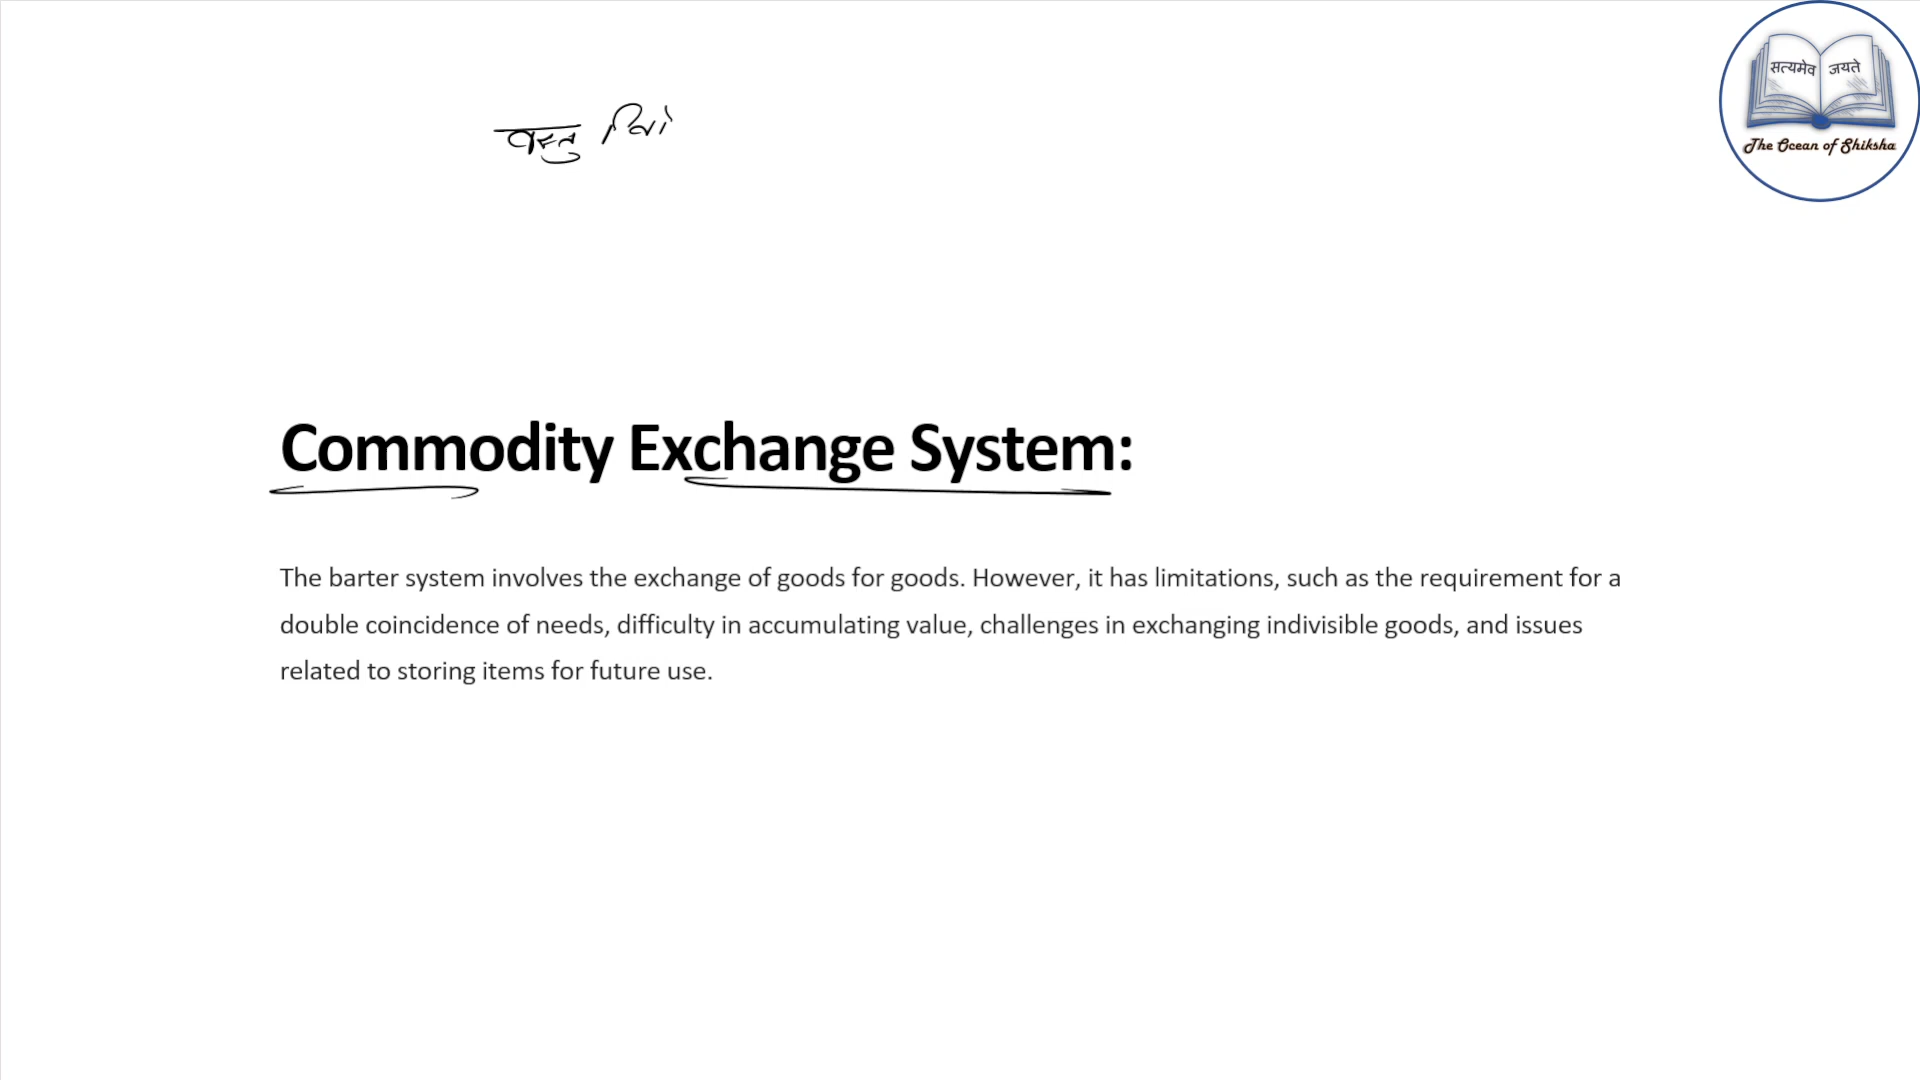 सत्यमेव जयते
The Ocean of Shiksha
वस्तु
Commodity Exchange System:
The barter system involves the exchange of goods for goods. However, it has limitations, such as the requirement for a
double coincidence of needs, difficulty in accumulating value, challenges in exchanging indivisible goods, and issues
related to storing items for future use.